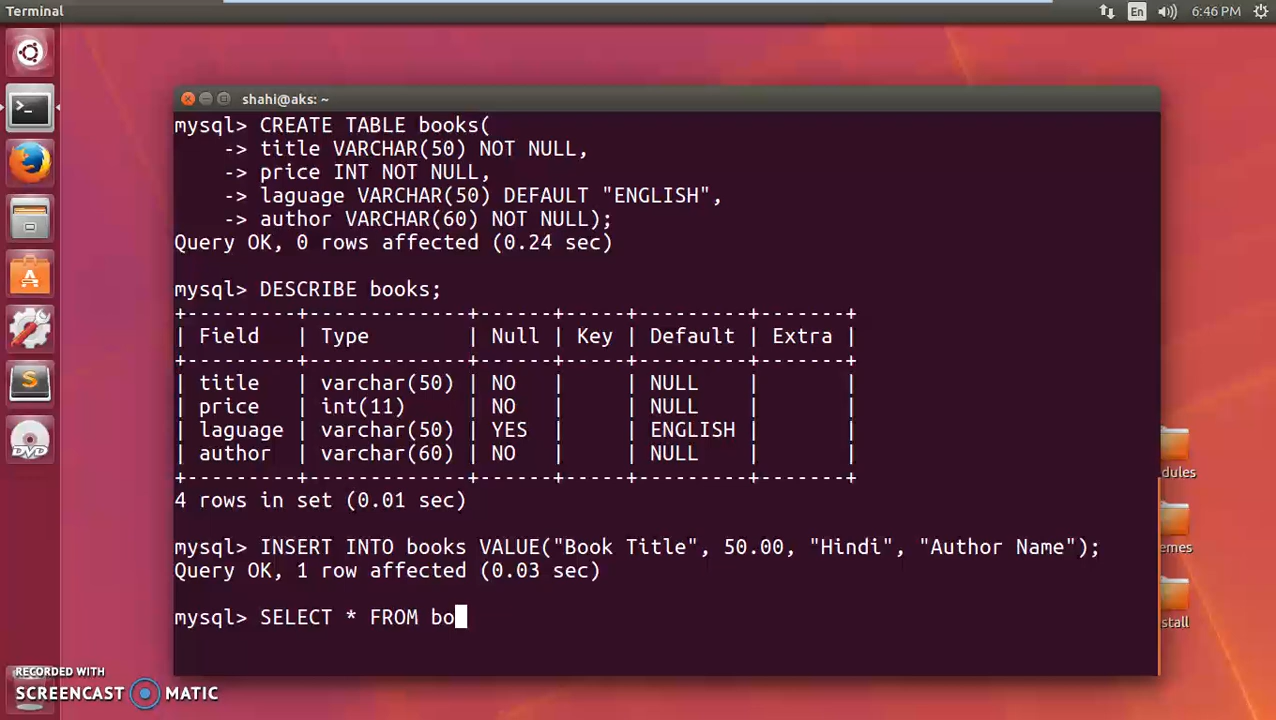 Terminal
En
6:46 PM
shahi@aks: ~
mysql> CREATE TABLE books(
-> title VARCHAR(50) NOT NULL,
-> price INT NOT NULL,
-> laguage VARCHAR(50) DEFAULT "ENGLISH",
-> author VARCHAR(60) NOT NULL);
Query OK, 0 rows affected (0.24 sec)
mysql> DESCRIBE books;
+---------+-------------+------+-----+---------+-------+
| Field   | Type        | Null | Key | Default | Extra |
+---------+-------------+------+-----+---------+-------+
| title   | varchar(50) | NO   |     | NULL    |       |
| price   | int(11)     | NO   |     | NULL    |       |
| laguage | varchar(50) | YES  |     | ENGLISH |       |
| author  | varchar(60) | NO   |     | NULL    |       |
+---------+-------------+------+-----+---------+-------+
4 rows in set (0.01 sec)
mysql> INSERT INTO books VALUE("Book Title", 50.00, "Hindi", "Author Name");
Query OK, 1 row affected (0.03 sec)
mysql> SELECT * FROM bo
dules
emes
stall
DVD
RECORDED WITH
SCREENCAST MATIC